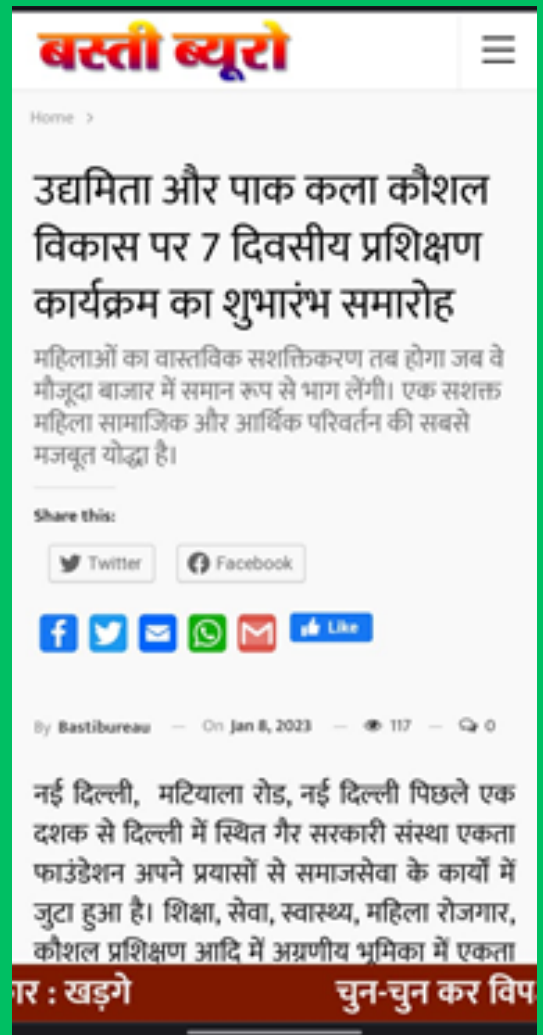 बस्ती ब्यूरो
Home >
उद्यमिता और पाक कला कौशल
विकास पर 7 दिवसीय प्रशिक्षण
कार्यक्रम का शुभारंभ समारोह
महिलाओं का वास्तविक सशक्तिकरण तब होगा जब वे
मौजूदा बाजार में समान रूप से भाग लेंगी। एक सशक्त
महिला सामाजिक और आर्थिक परिवर्तन की सबसे
मजबूत योद्धा है।
Share this:
Twitter Facebook
Like
By Bastibureau — On Jan 8, 2023 — 117 — 0
नई दिल्ली, मटियाला रोड, नई दिल्ली पिछले एक
दशक से दिल्ली में स्थित गैर सरकारी संस्था एकता
फाउंडेशन अपने प्रयासों से समाजसेवा के कार्यों में
जुटा हुआ है। शिक्षा, सेवा, स्वास्थ्य, महिला रोजगार,
कौशल प्रशिक्षण आदि में अग्रणीय भूमिका में एकता
: खड़गे चुन-चुन कर